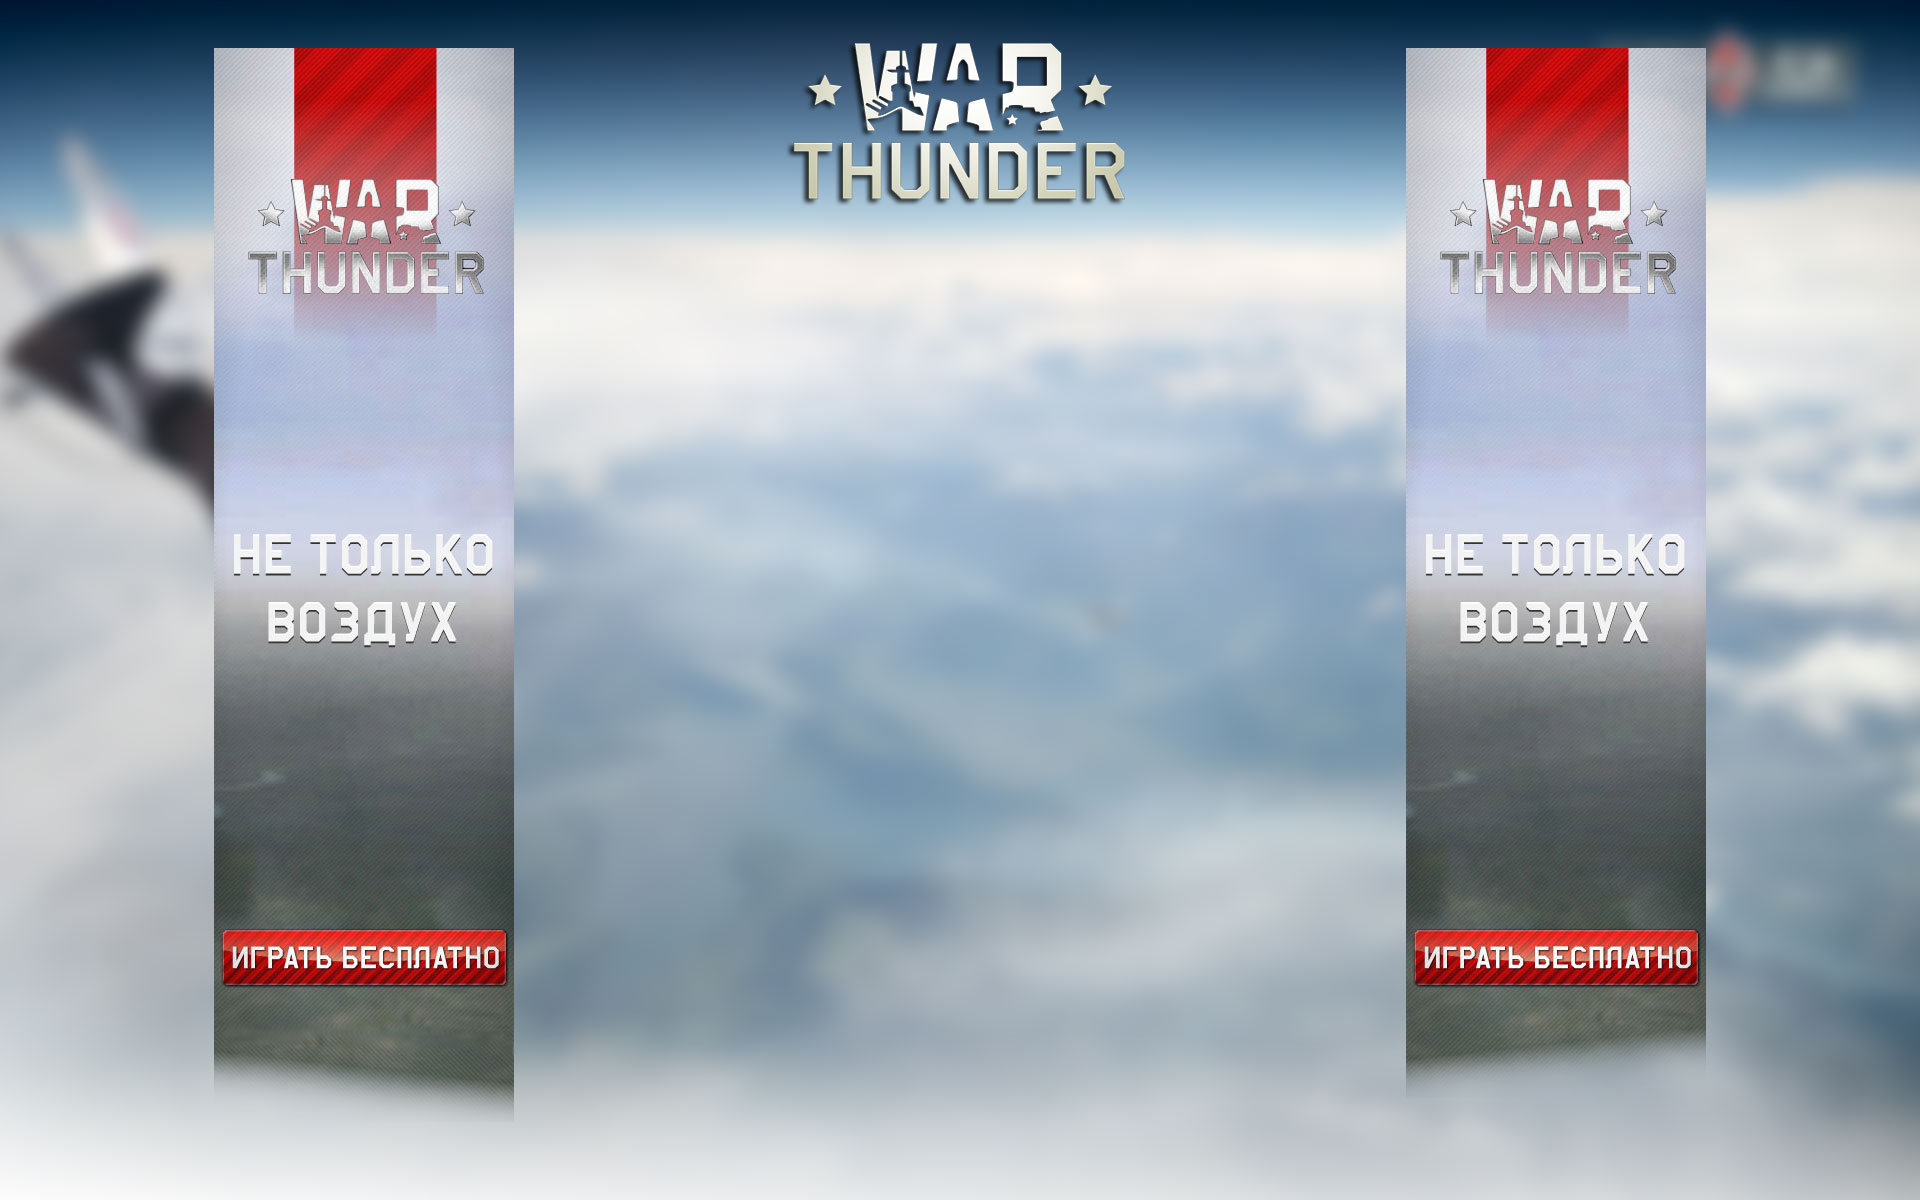 WAR
THUNDER
WAR
THUNDER
НЕ ТОЛЬКО
ВОЗДУХ
ИГРАТЬ БЕСПЛАТНО
WAR
THUNDER
НЕ ТОЛЬКО
ВОЗДУХ
ИГРАТЬ БЕСПЛАТНО